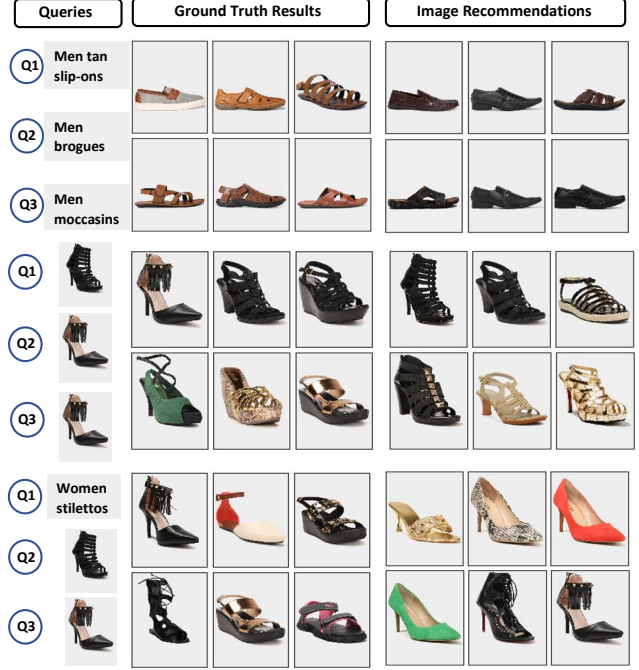 Queries
Ground Truth Results
Image Recommendations
Q1
Men tan
slip-ons
Q2
Men
brogues
Q3
Men
moccasins
Q1
Q2
Q3
Q1
Women
stilettos
Q2
Q3